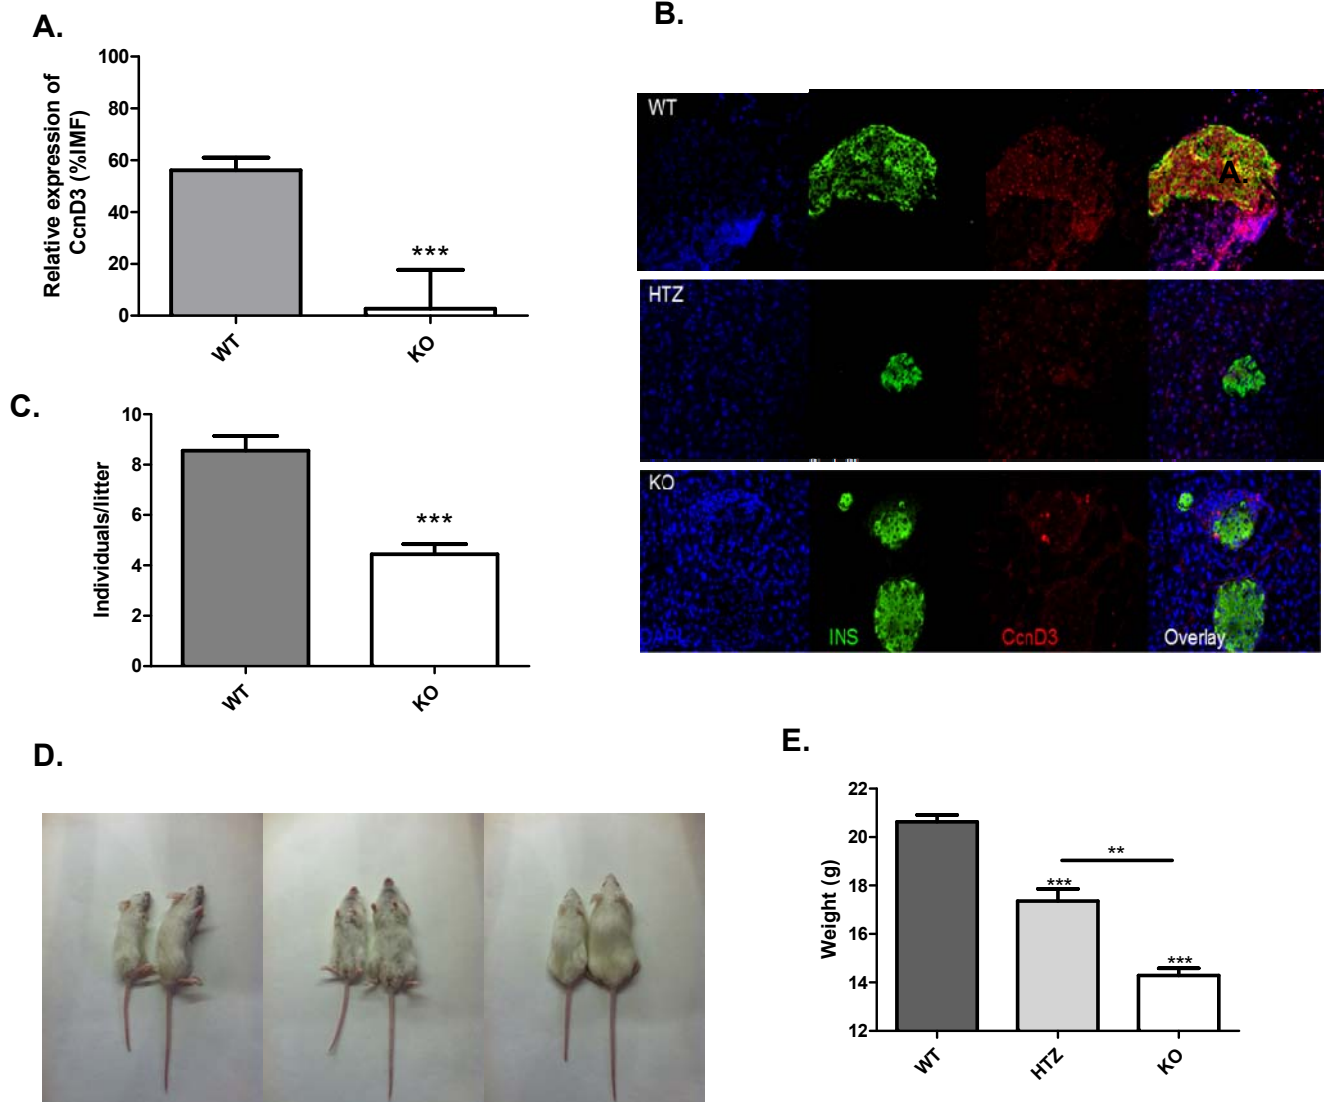 A.
Relative expression of
CcnD3 (%IMF)
100
80
60
40
20
0
***
WT
KO
B.
WT
A.
HTZ
KO
DAPI
INS
CcnD3
Overlay
C.
Individuals/litter
10
8
6
4
2
0
***
WT
KO
D.
E.
Weight (g)
22
20
18
16
14
12
**
***
***
WT
HTZ
KO